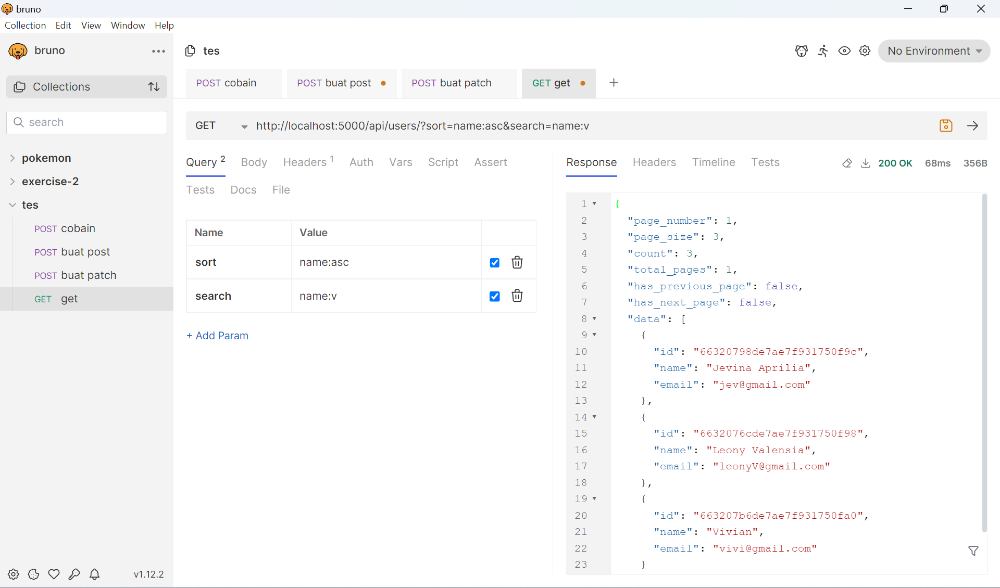 bruno
Collection Edit View Window Help
bruno
Collections
search
pokemon
exercise-2
tes
POST cobain
POST buat post
POST buat patch
GET get
v1.12.2
tes
No Environment
POST cobain
POST buat post
POST buat patch
GET get
GET http://localhost:5000/api/users/?sort=name:asc&search=name:v
Query 2 Body Headers 1 Auth Vars Script Assert
Tests Docs File
Name Value
sort name:asc
search name:v
+ Add Param
Response Headers Timeline Tests 200 OK 68ms 356B
1 {
2 "page_number": 1,
3 "page_size": 3,
4 "count": 3,
5 "total_pages": 1,
6 "has_previous_page": false,
7 "has_next_page": false,
8 "data": [
9 {
10 "id": "66320798de7ae7f931750f9c",
11 "name": "Jevina Aprilia",
12 "email": "jev@gmail.com"
13 },
14 {
15 "id": "6632076cde7ae7f931750f98",
16 "name": "Leony Valensia",
17 "email": "leonyV@gmail.com"
18 },
19 {
20 "id": "663207b6de7ae7f931750fa0",
21 "name": "Vivian",
22 "email": "vivi@gmail.com"
23 }